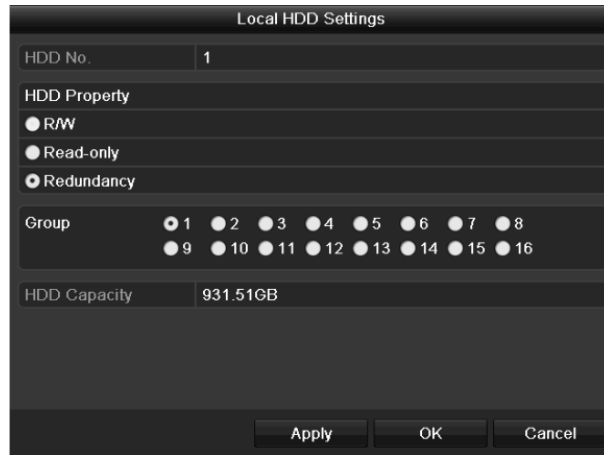 Local HDD Settings
HDD No. 1
HDD Property
R/W
Read-only
Redundancy
Group 1 2 3 4 5 6 7 8
9 10 11 12 13 14 15 16
HDD Capacity 931.51GB
Apply OK Cancel